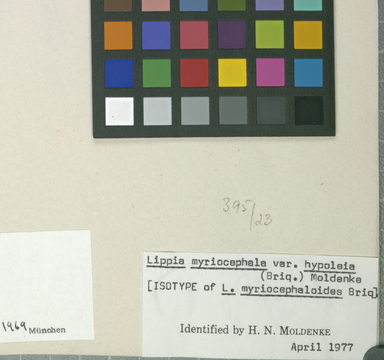 395/23
Lippia myriocephala var. hypoleia
(Briq.) Moldenke
[ISOTYPE of L. myriocephaloides Briq]
Identified by H. N. MOLDENKE
April 1977
1969 München